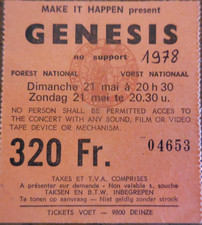 MAKE IT HAPPEN present
GENESIS
no support 1978
FOREST NATIONAL VORST NATIONAAL
Dimanche 21 mai à 20 h 30
Zondag 21 mei te 20.30 u.
NO PERSON SHALL BE PERMITTED ACCESS TO
THE CONCERT WITH ANY SOUND, FILM OR VIDEO
TAPE DEVICE OR MECHANISM.
320 Fr. 04653
TAXES ET T.V.A. COMPRISES
A présenter sur demande - Non valable s. souche
TAKSEN EN B.T.W. INBEGREPEN
Te tonen op aanvraag — Niet geldig zonder strook
TICKETS VOET — 9800 DEINZE